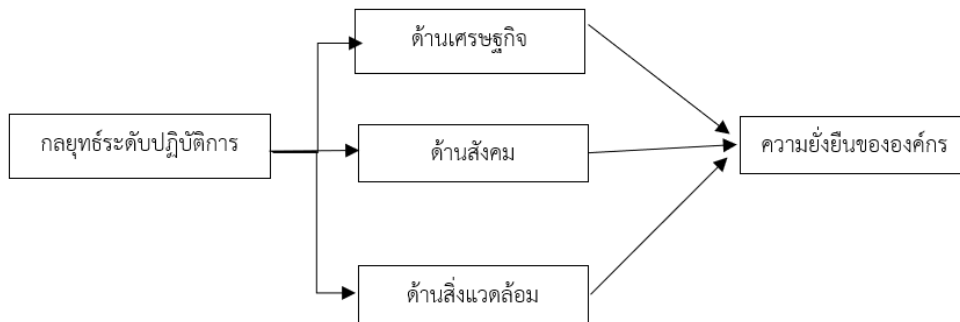 ด้านเศรษฐกิจ
กลยุทธ์ระดับปฏิบัติการ
ด้านสังคม
ความยั่งยืนขององค์กร
ด้านสิ่งแวดล้อม